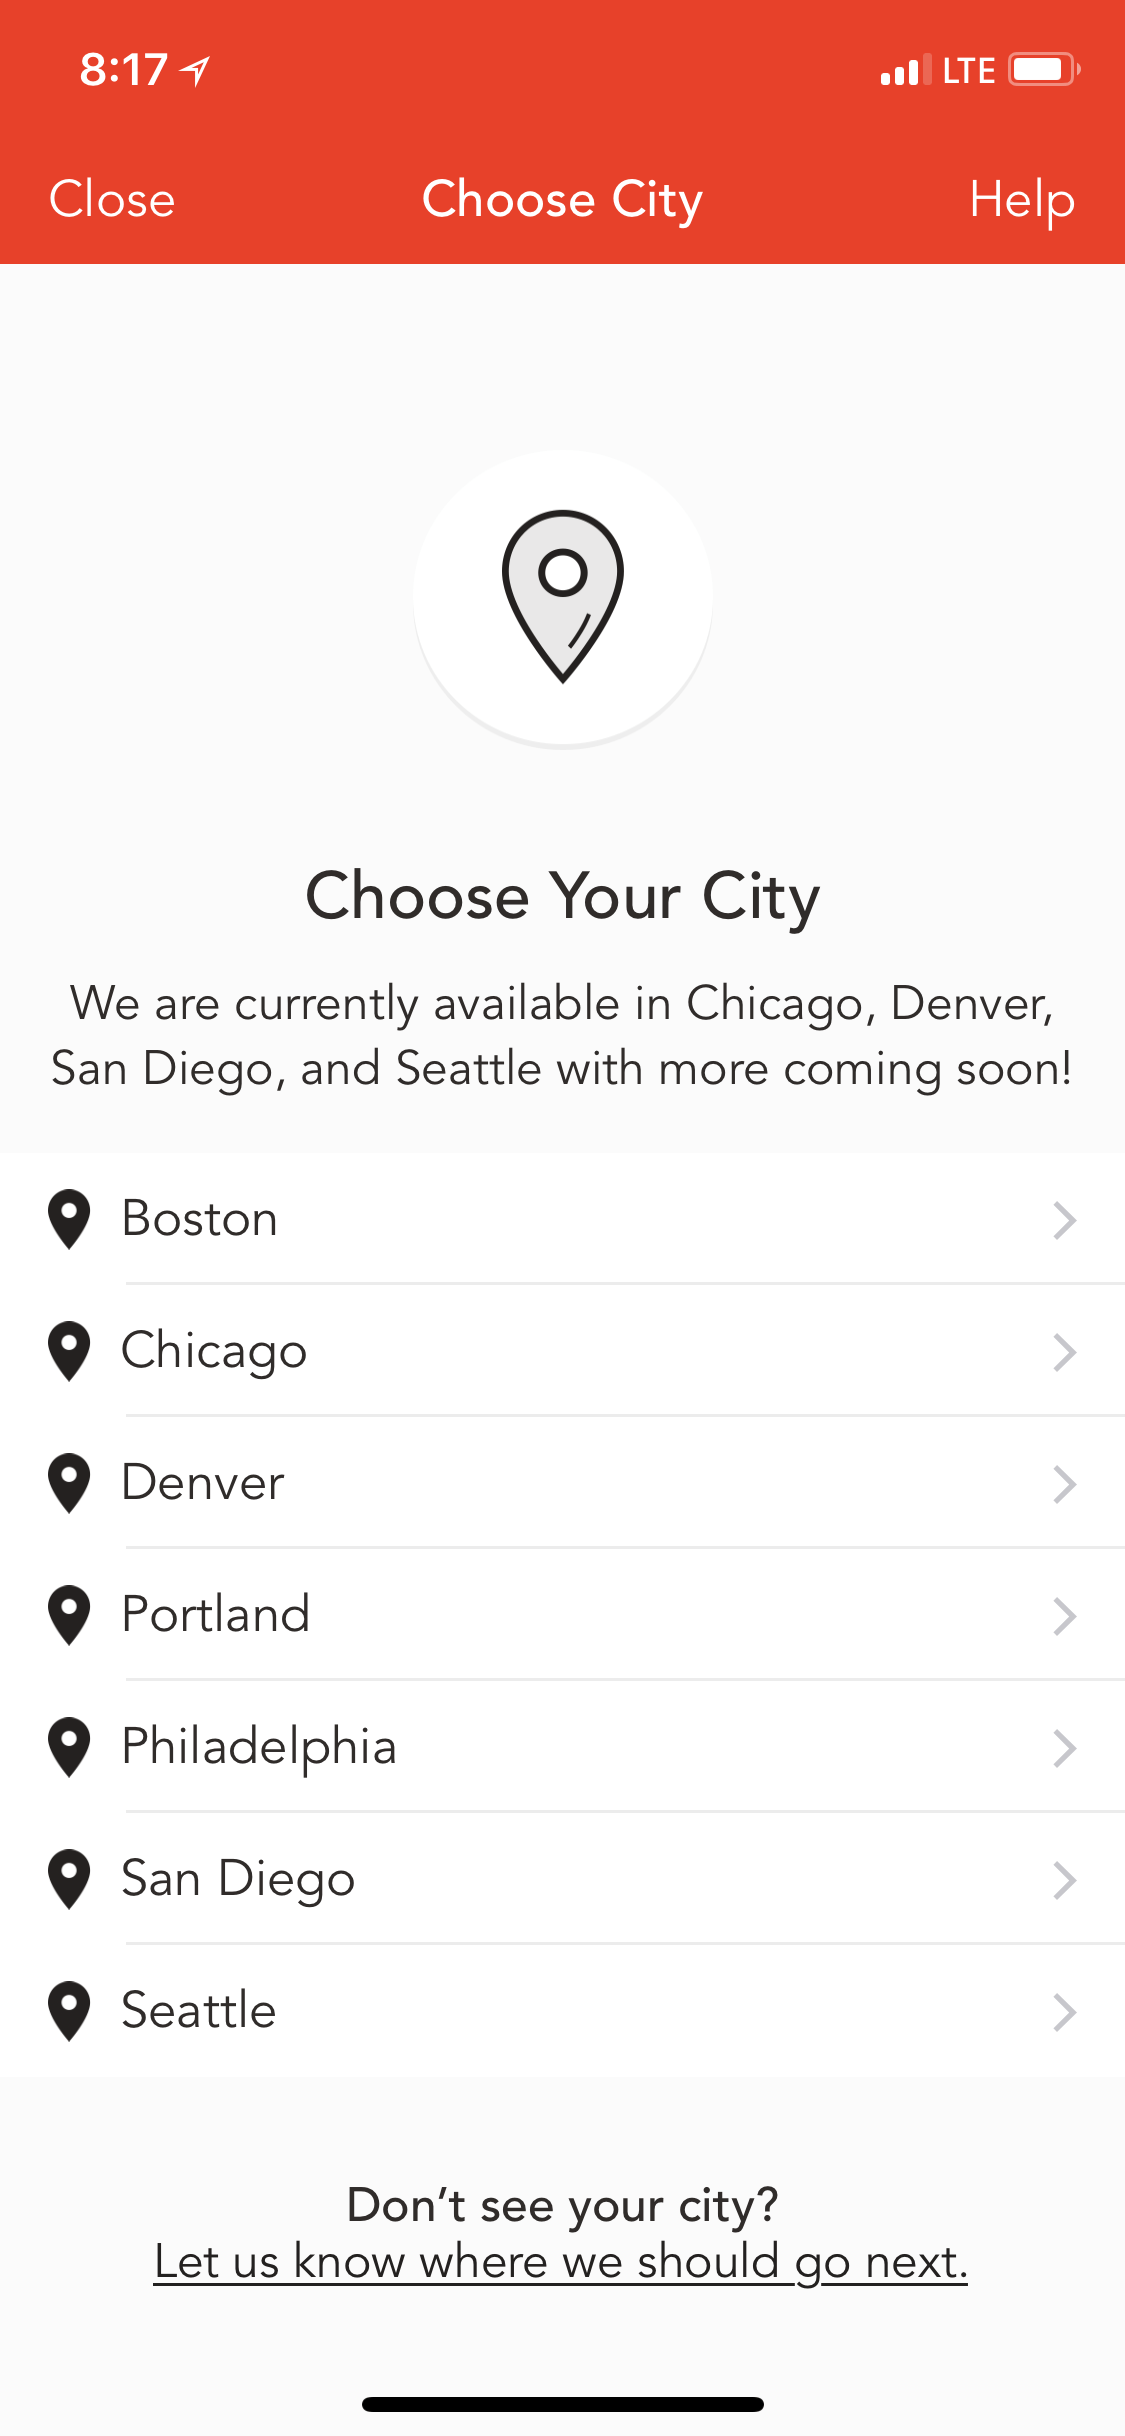 8:17 LTE
Close Choose City Help
Choose Your City
We are currently available in Chicago, Denver,
San Diego, and Seattle with more coming soon!
Boston
Chicago
Denver
Portland
Philadelphia
San Diego
Seattle
Don’t see your city?
Let us know where we should go next.